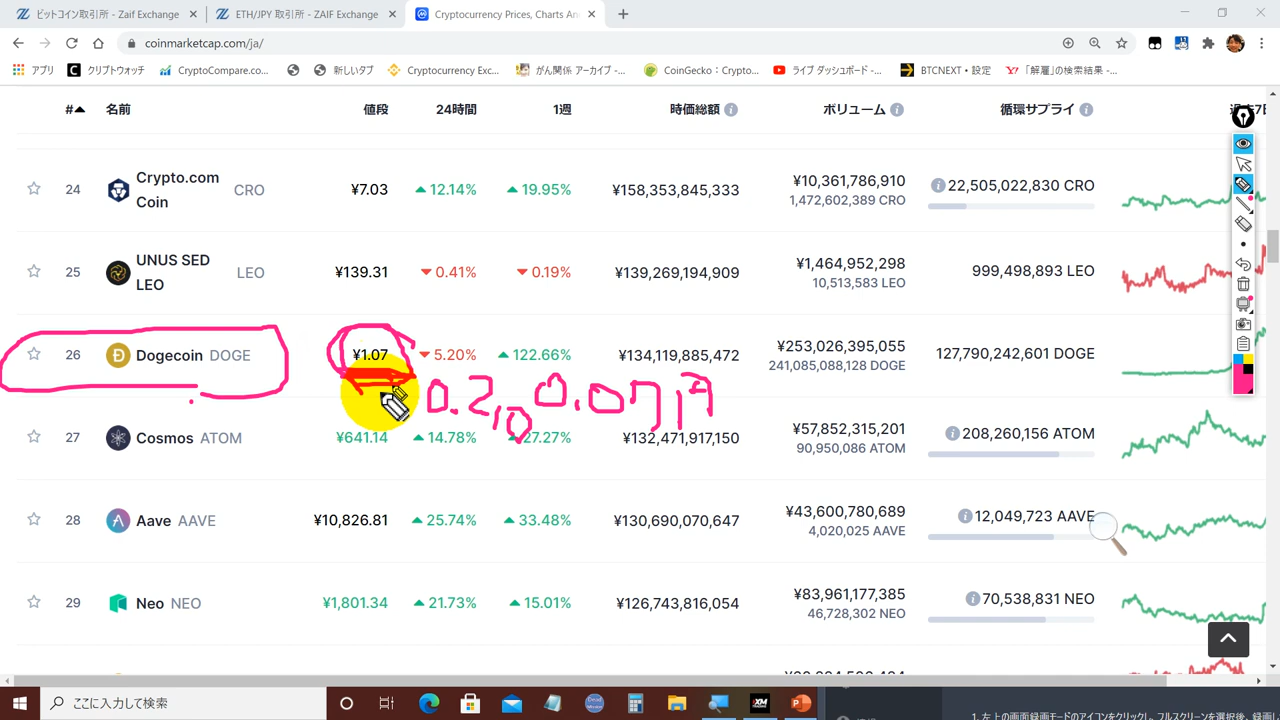 ビットコイン取引所 - Zaif Exchange
ETH/JPY 取引所 - ZAIF Exchange
Cryptocurrency Prices, Charts An
coinmarketcap.com/ja/
アプリ
クリプトウォッチ
CryptoCompare.co...
新しいタブ
Cryptocurrency Exc...
がん関係 アーカイブ -...
CoinGecko：Crypto...
ライブ ダッシュボード -...
BTCNEXT・設定
「解雇」の検索結果 -...
# 名前 値段 24時間 1週 時価総額 ボリューム 循環サプライ
24 Crypto.com Coin CRO ¥7.03 12.14% 19.95% ¥158,353,845,333 ¥10,361,786,910 22,505,022,830 CRO
1,472,602,389 CRO
25 UNUS SED LEO LEO ¥139.31 0.41% 0.19% ¥139,269,194,909 ¥1,464,952,298 999,498,893 LEO
10,513,583 LEO
26 Dogecoin DOGE ¥1.07 5.20% 122.66% ¥134,119,885,472 ¥253,026,395,055 127,790,242,601 DOGE
241,085,088,128 DOGE
0.2
27 Cosmos ATOM ¥641.14 14.78% 27.27% ¥132,471,917,150 ¥57,852,315,201 208,260,156 ATOM
90,950,086 ATOM
28 Aave AAVE ¥10,826.81 25.74% 33.48% ¥130,690,070,647 ¥43,600,780,689 12,049,723 AAVE
4,020,025 AAVE
29 Neo NEO ¥1,801.34 21.73% 15.01% ¥126,743,816,054 ¥83,961,177,385 70,538,831 NEO
46,728,302 NEO
ここに入力して検索
XM